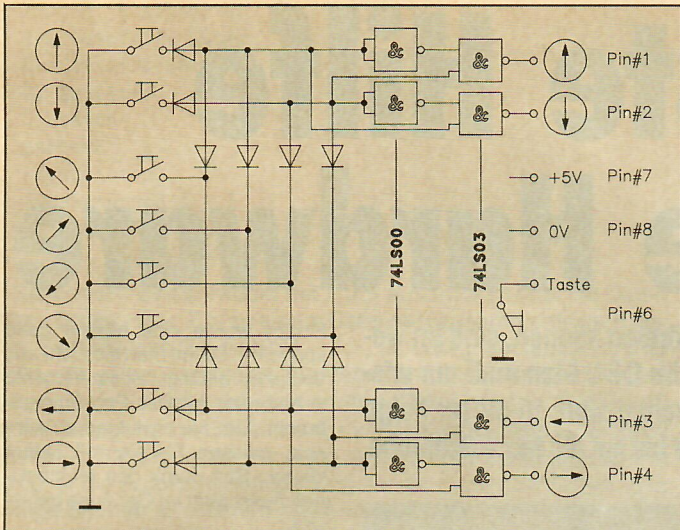 & & Pin#1
& & Pin#2
+5V Pin#7
74LS00 74LS03
0V Pin#8
Taste
Pin#6
& & Pin#3
& & Pin#4